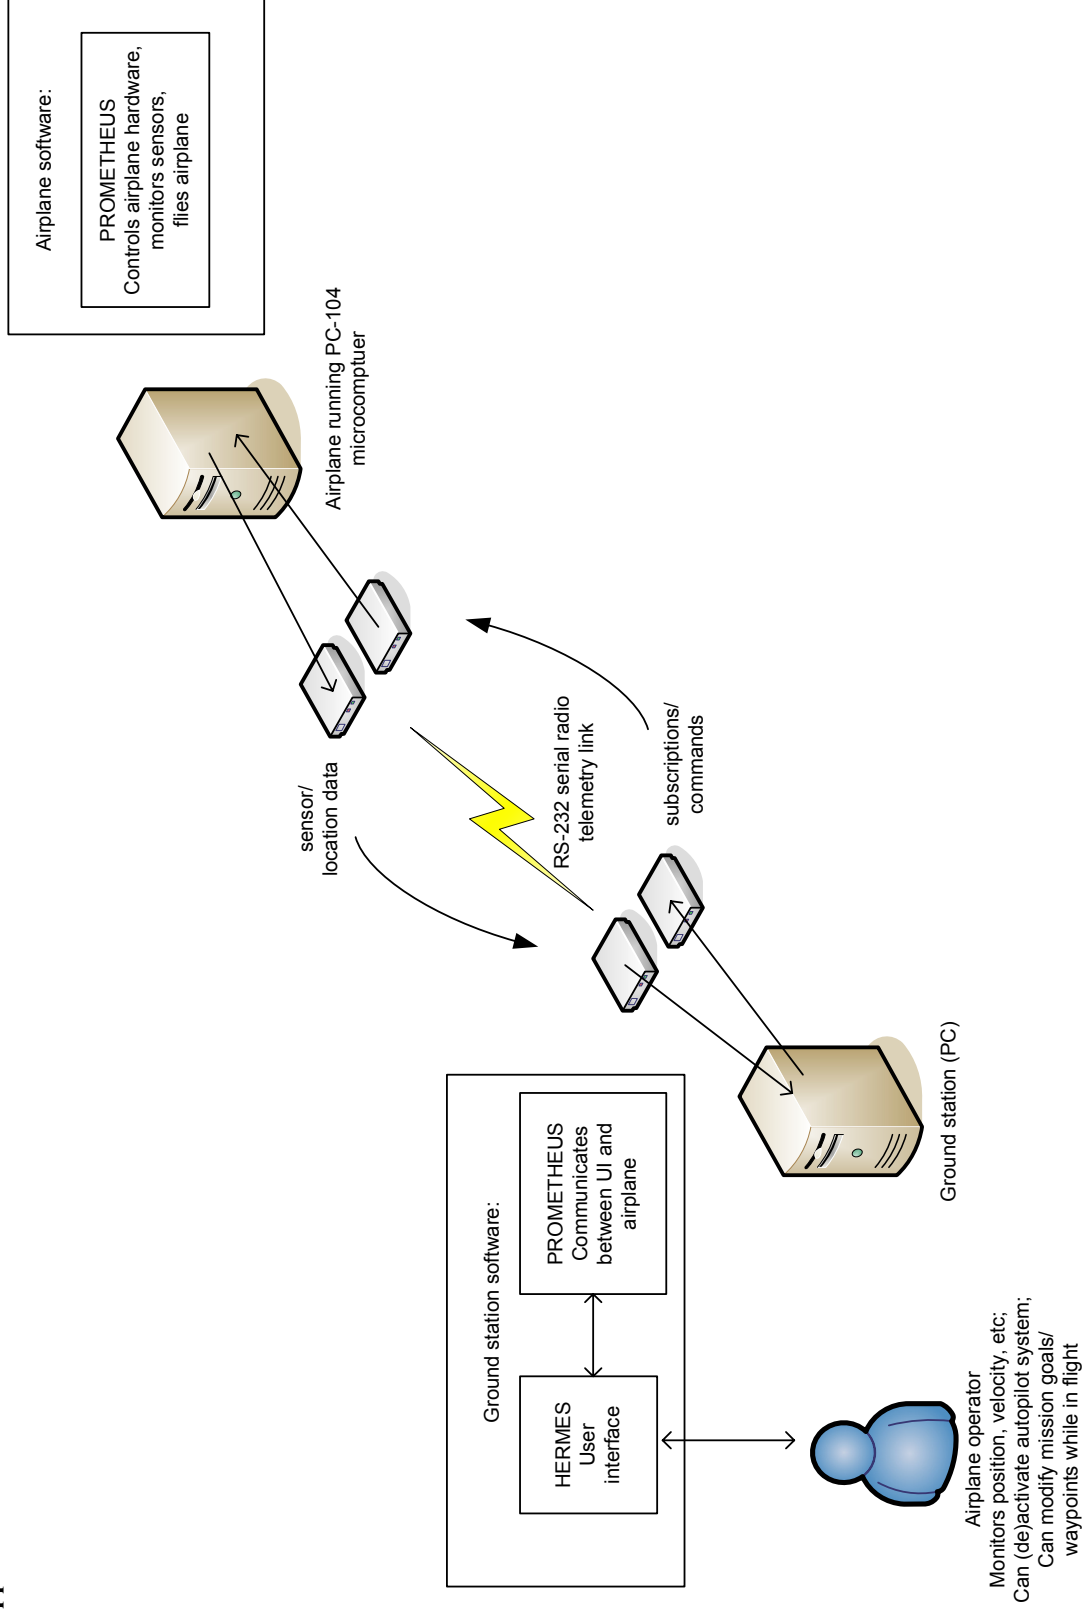 Airplane software:
PROMETHEUS
Controls airplane hardware,
monitors sensors,
flies airplane
Airplane running PC-104
microcomptuer
sensor/
location data
RS-232 serial radio
telemetry link
subscriptions/
commands
Ground station software:
HERMES
User
interface
PROMETHEUS
Communicates
between UI and
airplane
Ground station (PC)
Airplane operator
Monitors position, velocity, etc;
Can (de)activate autopilot system;
Can modify mission goals/
waypoints while in flight